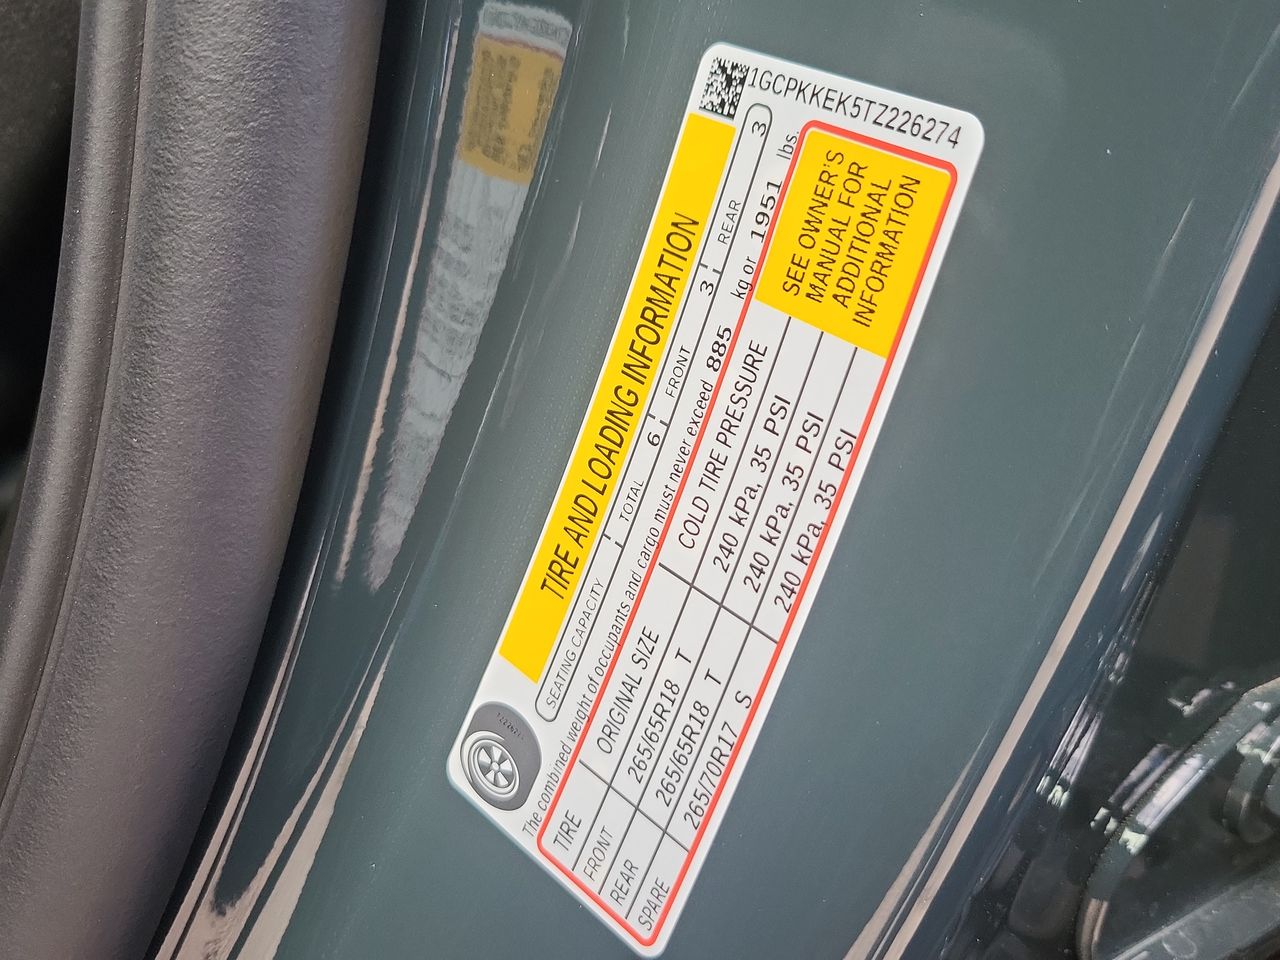 1GCPKKEK5TZ226274
TIRE AND LOADING INFORMATION
SEATING CAPACITY TOTAL 6 FRONT 3 REAR 3
The combined weight of occupants and cargo must never exceed 885 kg or 1951 lbs.
TIRE ORIGINAL SIZE COLD TIRE PRESSURE
FRONT 265/65R18 T 240 kPa, 35 PSI
REAR 265/65R18 T 240 kPa, 35 PSI
SPARE 265/70R17 S 240 kPa, 35 PSI
SEE OWNER'S
MANUAL FOR
ADDITIONAL
INFORMATION